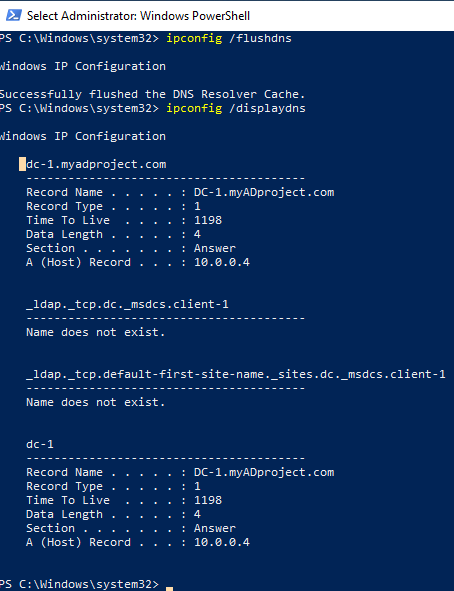 Select Administrator: Windows PowerShell
PS C:\Windows\system32> ipconfig /flushdns
Windows IP Configuration
Successfully flushed the DNS Resolver Cache.
PS C:\Windows\system32> ipconfig /displaydns
Windows IP Configuration
dc-1.myadproject.com
----------------------------------------
Record Name . . . . . : DC-1.myADproject.com
Record Type . . . . . : 1
Time To Live  . . . . : 1198
Data Length . . . . . : 4
Section . . . . . . . : Answer
A (Host) Record . . . : 10.0.0.4
_ldap._tcp.dc._msdcs.client-1
----------------------------------------
Name does not exist.
_ldap._tcp.default-first-site-name._sites.dc._msdcs.client-1
----------------------------------------
Name does not exist.
dc-1
----------------------------------------
Record Name . . . . . : DC-1.myADproject.com
Record Type . . . . . : 1
Time To Live  . . . . : 1198
Data Length . . . . . : 4
Section . . . . . . . : Answer
A (Host) Record . . . : 10.0.0.4
PS C:\Windows\system32>